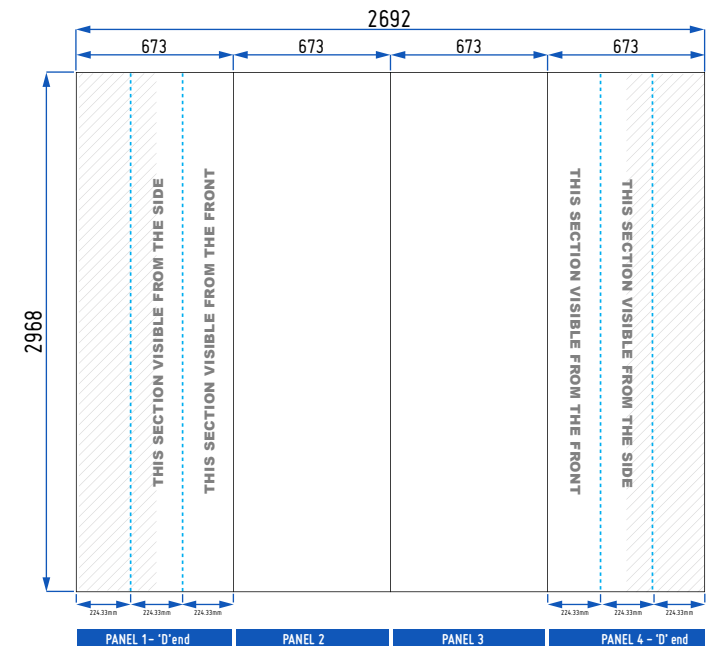 2692
673 673 673 673
2968
THIS SECTION VISIBLE FROM THE SIDE
THIS SECTION VISIBLE FROM THE FRONT
THIS SECTION VISIBLE FROM THE FRONT
THIS SECTION VISIBLE FROM THE SIDE
224.33mm 224.33mm 224.33mm 224.33mm 224.33mm 224.33mm
PANEL 1 – 'D'end PANEL 2 PANEL 3 PANEL 4 – 'D' end